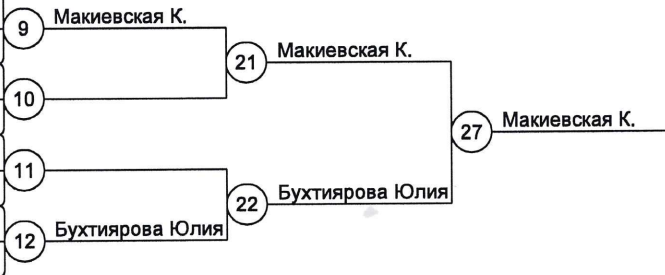 9 Макиевская К.
21 Макиевская К.
10
27 Макиевская К.
11
22 Бухтиярова Юлия
12 Бухтиярова Юлия